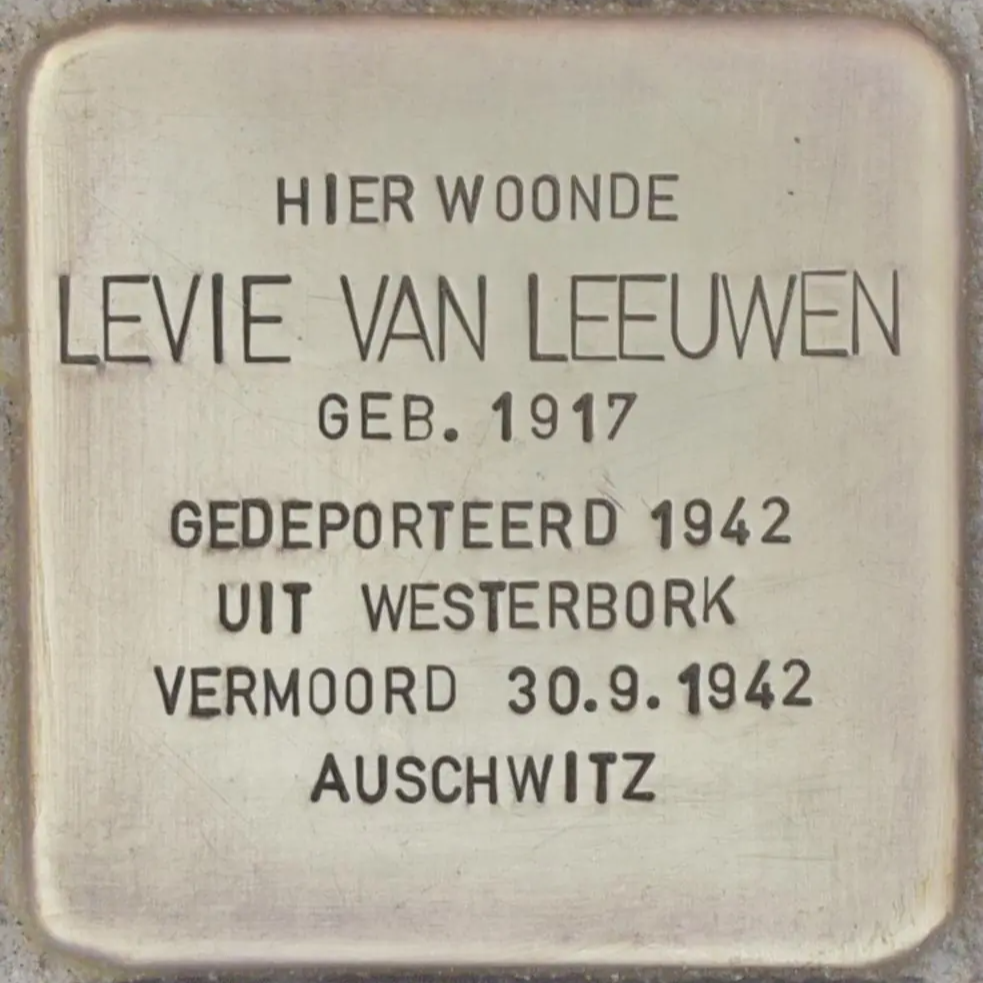 HIER WOONDE
LEVIE VAN LEEUWEN
GEB. 1917
GEDEPORTEERD 1942
UIT WESTERBORK
VERMOORD 30.9.1942
AUSCHWITZ